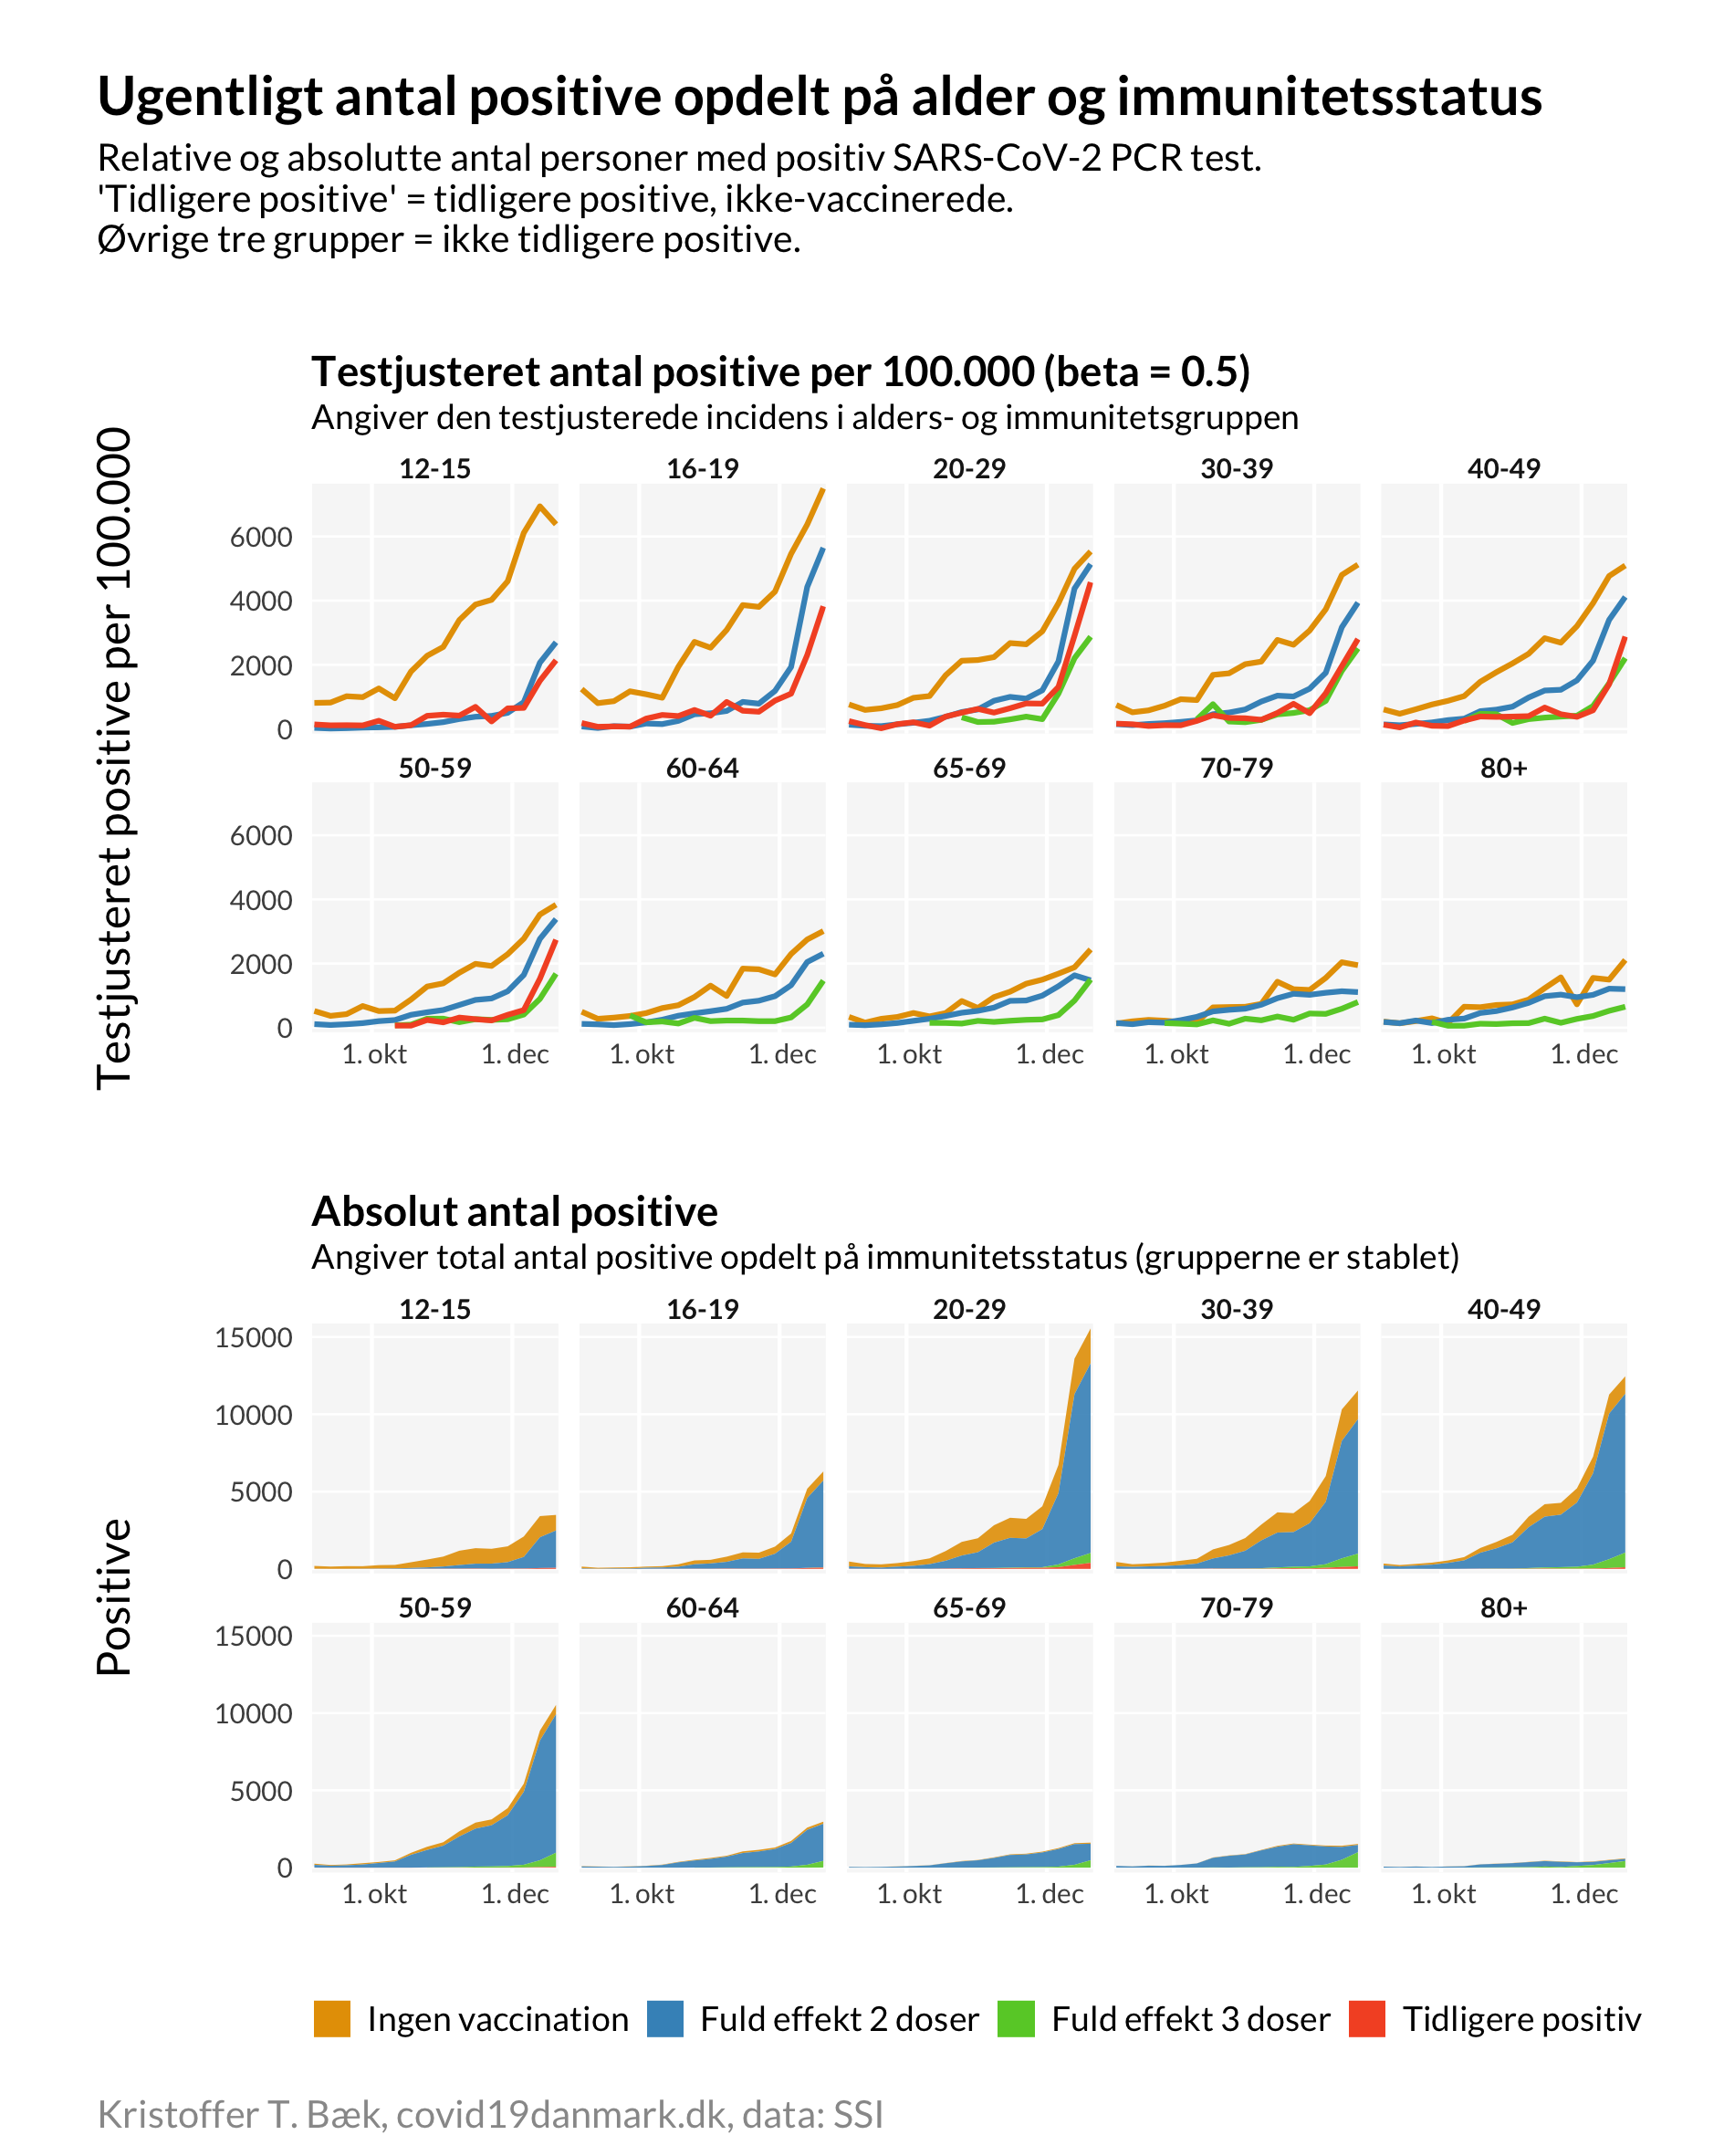 Ugentligt antal positive opdelt på alder og immunitetsstatus
Relative og absolutte antal personer med positiv SARS-CoV-2 PCR test.
'Tidligere positive' = tidligere positive, ikke-vaccinerede.
Øvrige tre grupper = ikke tidligere positive.
Testjusteret antal positive per 100.000 (beta = 0.5)
Angiver den testjusterede incidens i alders- og immunitetsgruppen
Testjusteret positive per 100.000
12-15 16-19 20-29 30-39 40-49
6000
4000
2000
0
50-59 60-64 65-69 70-79 80+
6000
4000
2000
0
1. okt 1. dec 1. okt 1. dec 1. okt 1. dec 1. okt 1. dec 1. okt 1. dec
Absolut antal positive
Angiver total antal positive opdelt på immunitetsstatus (grupperne er stablet)
Positive
12-15 16-19 20-29 30-39 40-49
15000
10000
5000
0
50-59 60-64 65-69 70-79 80+
15000
10000
5000
0
1. okt 1. dec 1. okt 1. dec 1. okt 1. dec 1. okt 1. dec 1. okt 1. dec
Ingen vaccination Fuld effekt 2 doser Fuld effekt 3 doser Tidligere positiv
Kristoffer T. Bæk, covid19danmark.dk, data: SSI